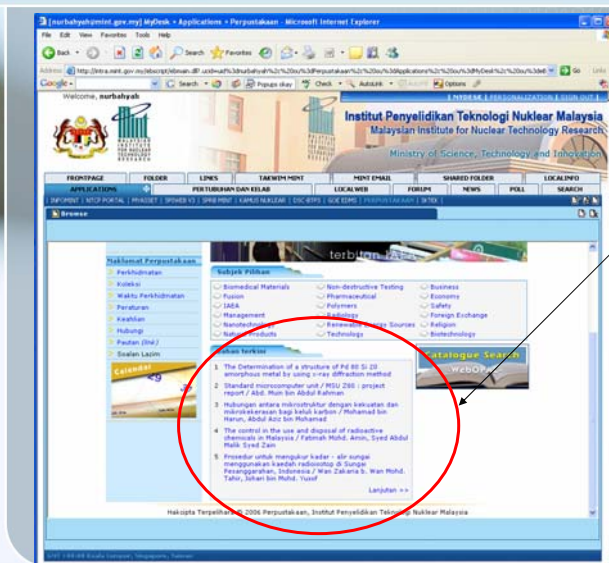 [nurbahyah@mint.gov.my] MyDesk » Applications » Perpustakaan - Microsoft Internet Explorer
File Edit View Favorites Tools Help
Back Search Favorites
Address
Google Search Popups okay Check AutoLink Options
Welcome, nurbahyah
[ MYDESK | PERSONALIZATION | SIGN OUT ]
Institut Penyelidikan Teknologi Nuklear Malaysia
Malaysian Institute for Nuclear Technology Research
Ministry of Science, Technology and Innovation
FRONTPAGE FOLDER LINKS TAKWIM MINT MINT EMAIL SHARED FOLDER LOCALINFO
APPLICATIONS PERTUBUHAN DAN KELAB LOCAL WEB FORUM NEWS POLL SEARCH
Browse
terbitan IAEA
Maklumat Perpustakaan
Perkhidmatan
Koleksi
Waktu Perkhidmatan
Peraturan
Keahlian
Hubungi
Pautan (link)
Soalan Lazim
Calendar
Subjek Pilihan
Biomedical Materials Non-destructive Testing Business
Fusion Pharmaceutical Economy
IAEA Polymers Safety
Management Radiology Foreign Exchange
Nanotechnology Renewable Energy Sources Religion
Natural Products Technology Biotechnology
Catalogue Search
WebOPAC
Bahan terkini
1 The Determination of a structure of Pd 80 Si 20
amorphous metal by using x-ray diffraction method
2 Standard microcomputer unit / MSU Z80 : project
report / Abd. Mum bin Abdul Rahman
3 Hubungan antara mikrostruktur dengan kekuatan dan
mikrokekerasan bagi keluk karbon / Mohamad bin
Harun, Abdul Aziz bin Mohamad
4 The control in the use and disposal of radioactive
chemicals in Malaysia / Fatimah Mohd. Amin, Syed Abdul
Malik Syed Zain
5 Prosedur untuk mengukur kadar - alir sungai
menggunakan kaedah radioisotop di Sungai
Pesanggarahan, Indonesia / Wan Zakaria b. Wan Mohd.
Tahir, Johari bin Mohd. Yusof
Lanjutan >>
Hakcipta Terpelihara © 2006 Perpustakaan, Institut Penyelidikan Teknologi Nuklear Malaysia